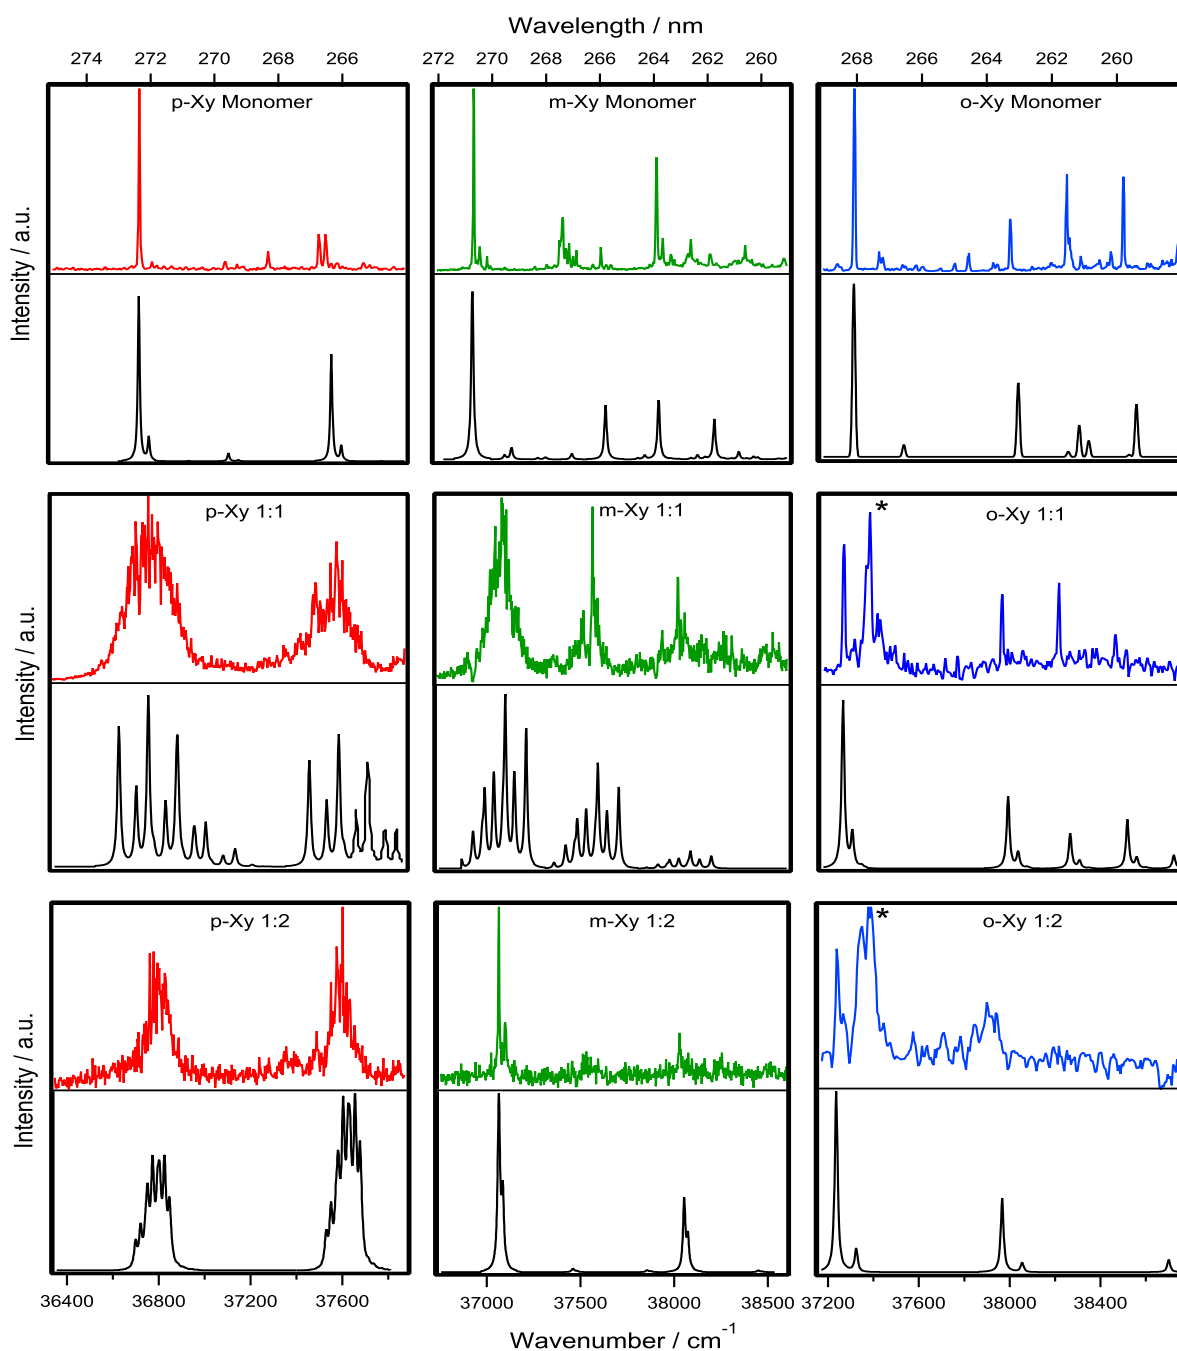 Wavelength / nm
274 272 270 268 266 272 270 268 266 264 262 260 268 266 264 262 260
p-Xy Monomer m-Xy Monomer o-Xy Monomer
Intensity / a.u.
p-Xy 1:1 m-Xy 1:1 * o-Xy 1:1
Intensity / a.u.
p-Xy 1:2 m-Xy 1:2 * o-Xy 1:2
Intensity / a.u.
36400 36800 37200 37600 37000 37500 38000 38500 37200 37600 38000 38400
Wavenumber / cm⁻¹